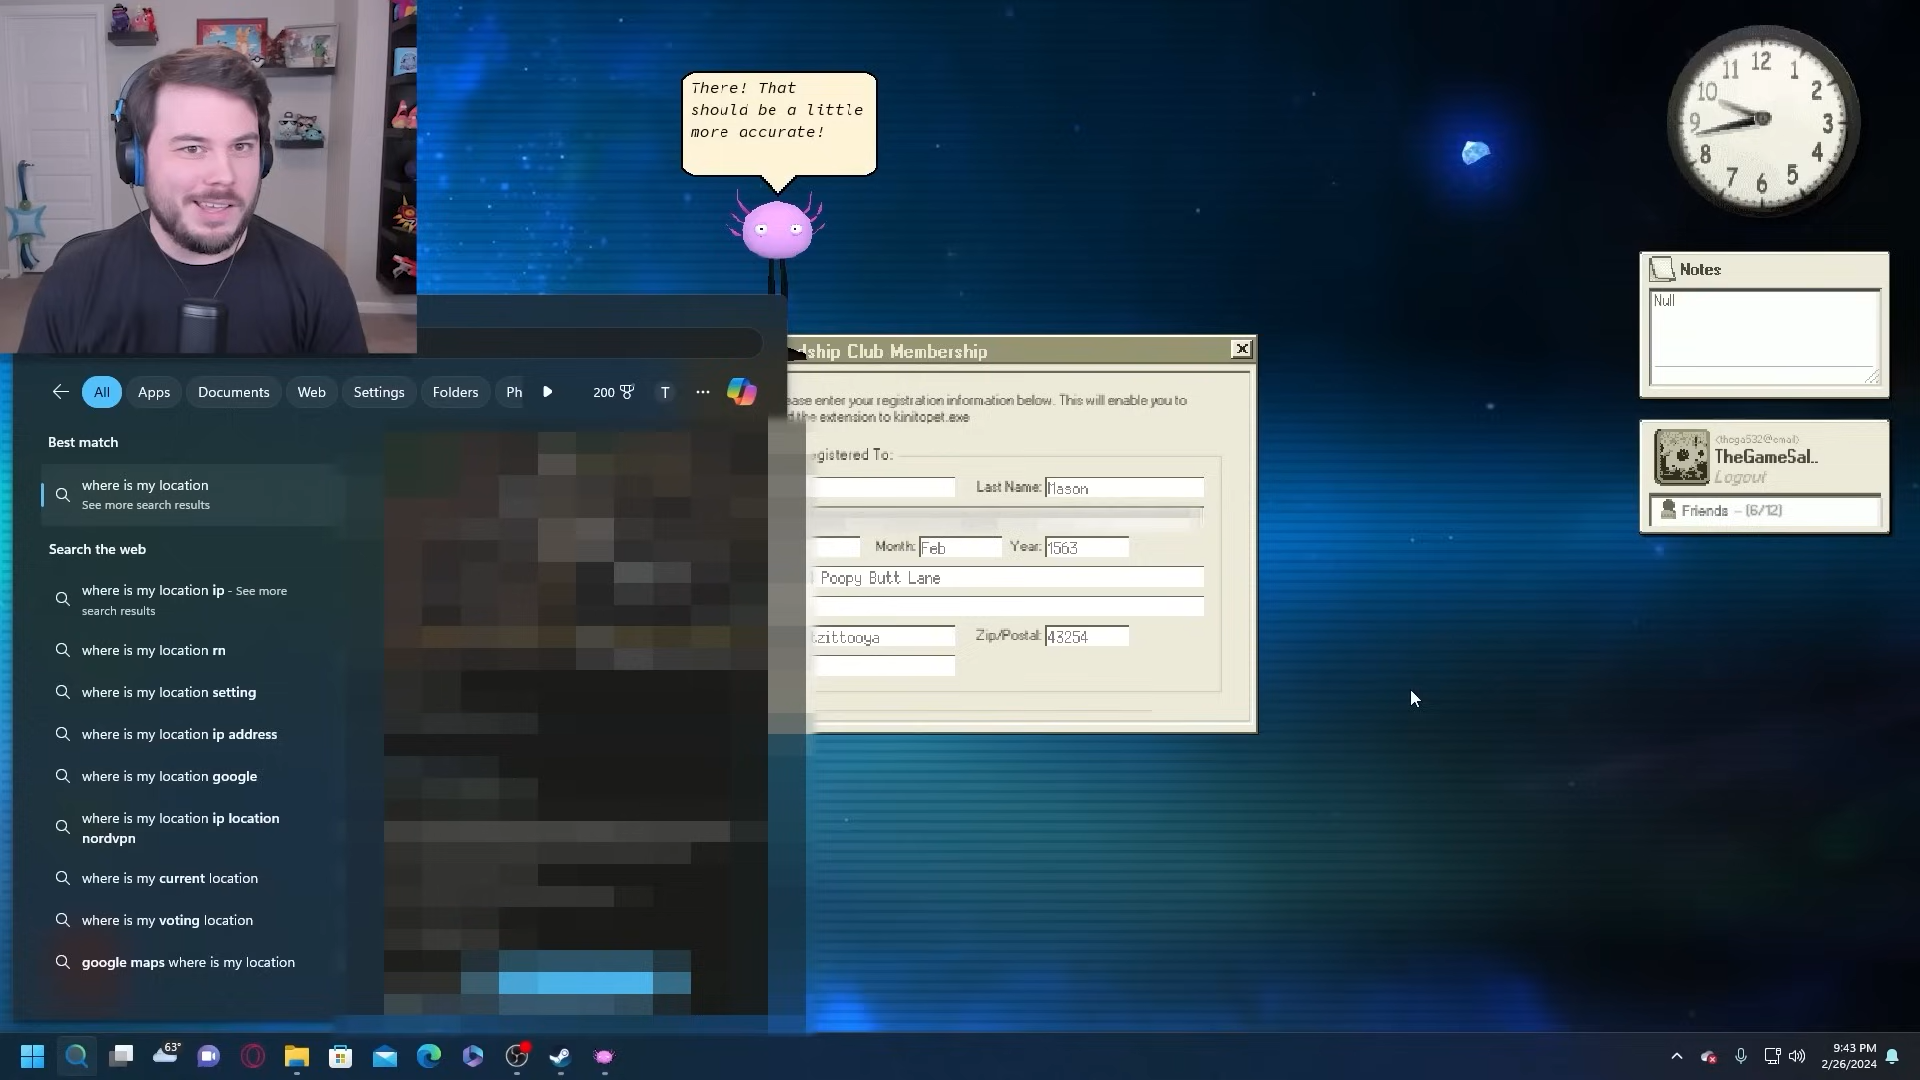 There! That
should be a little
more accurate!
12
11
1
10
2
9
3
8
4
7
5
6
Notes
Null
<thega532@email>
TheGameSal..
Logout
Friends - (6/12)
dship Club Membership
ease enter your registration information below. This will enable you to
d the extension to kinitopet.exe
gistered To:
Last Name: Mason
Month: Feb Year: 1563
Poopy Butt Lane
tzittooya Zip/Postal: 43254
All Apps Documents Web Settings Folders Ph 200 T
Best match
where is my location
See more search results
Search the web
where is my location ip - See more
search results
where is my location rn
where is my location setting
where is my location ip address
where is my location google
where is my location ip location
nordvpn
where is my current location
where is my voting location
google maps where is my location
63°
9:43 PM
2/26/2024